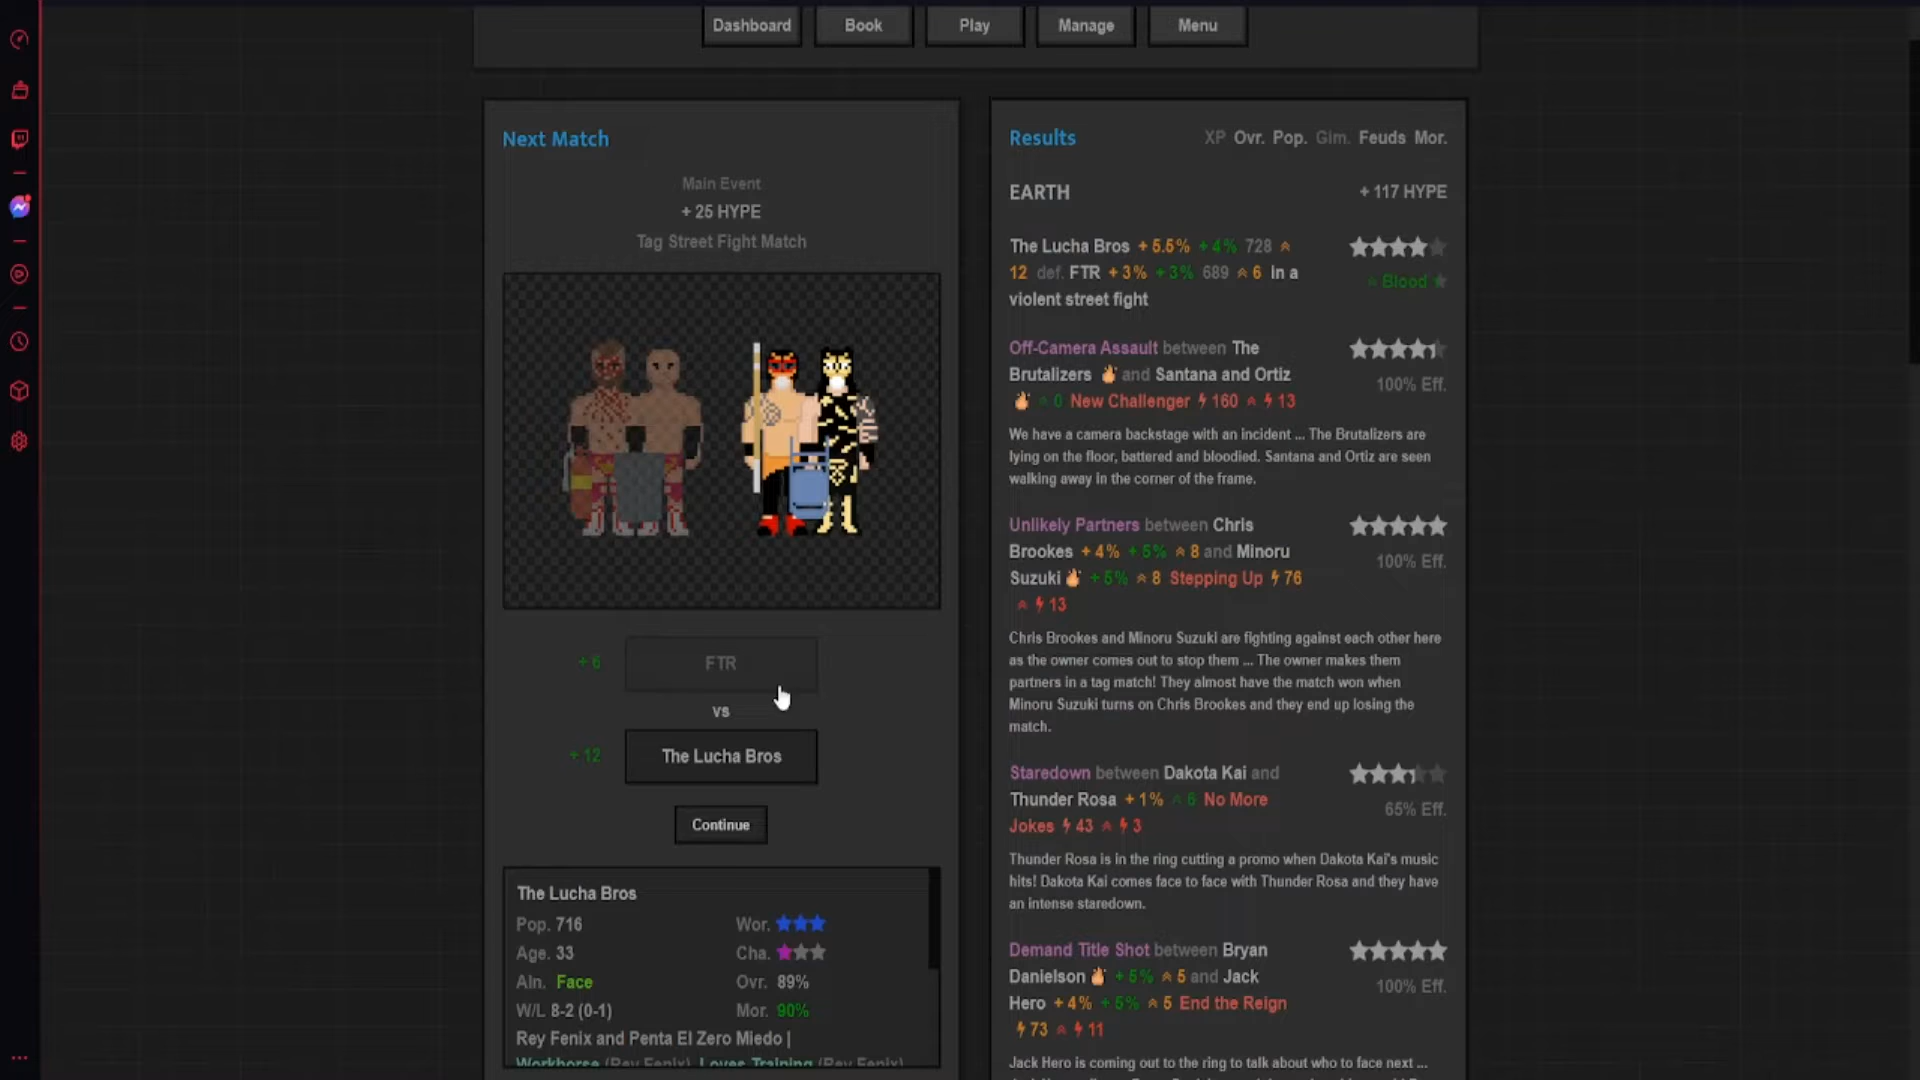 Dashboard Book Play Manage Menu
Next Match
Main Event
+ 25 HYPE
Tag Street Fight Match
+ 6 FTR
vs
+ 12 The Lucha Bros
Continue
The Lucha Bros
Pop. 716 Wor.
Age. 33 Cha.
Aln. Face Ovr. 89%
W/L 8-2 (0-1) Mor. 90%
Rey Fenix and Penta El Zero Miedo |
Workhorse (Rey Fenix), Loves Training (Rey Fenix)
Results XP Ovr. Pop. Gim. Feuds Mor.
EARTH + 117 HYPE
The Lucha Bros + 5.5% + 4% 728
12 def. FTR + 3% + 3% 689 6 in a
violent street fight
Blood
Off-Camera Assault between The
Brutalizers and Santana and Ortiz
0 New Challenger 160 13
100% Eff.
We have a camera backstage with an incident ... The Brutalizers are
lying on the floor, battered and bloodied. Santana and Ortiz are seen
walking away in the corner of the frame.
Unlikely Partners between Chris
Brookes + 4% + 5% 8 and Minoru
Suzuki + 5% 8 Stepping Up 76
13
100% Eff.
Chris Brookes and Minoru Suzuki are fighting against each other here
as the owner comes out to stop them ... The owner makes them
partners in a tag match! They almost have the match won when
Minoru Suzuki turns on Chris Brookes and they end up losing the
match.
Staredown between Dakota Kai and
Thunder Rosa + 1% 6 No More
Jokes 43 3
65% Eff.
Thunder Rosa is in the ring cutting a promo when Dakota Kai's music
hits! Dakota Kai comes face to face with Thunder Rosa and they have
an intense staredown.
Demand Title Shot between Bryan
Danielson + 5% 5 and Jack
Hero + 4% + 5% 5 End the Reign
73 11
100% Eff.
Jack Hero is coming out to the ring to talk about who to face next ...